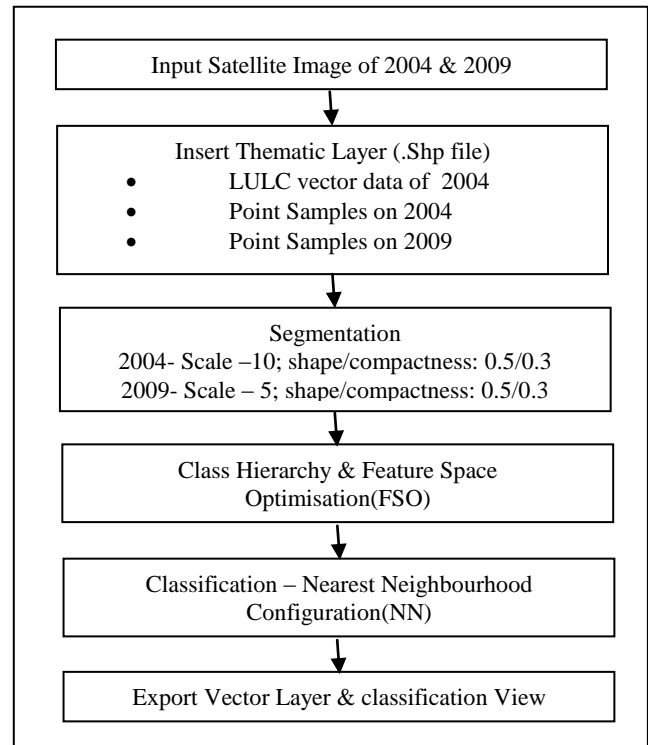 Input Satellite Image of 2004 & 2009
Insert Thematic Layer (.Shp file)
• LULC vector data of 2004
• Point Samples on 2004
• Point Samples on 2009
Segmentation
2004- Scale –10; shape/compactness: 0.5/0.3
2009- Scale – 5; shape/compactness: 0.5/0.3
Class Hierarchy & Feature Space
Optimisation(FSO)
Classification – Nearest Neighbourhood
Configuration(NN)
Export Vector Layer & classification View